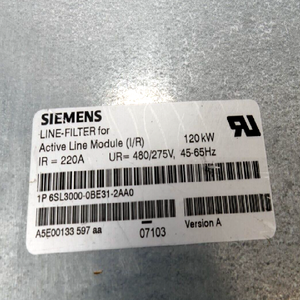 SIEMENS
LINE-FILTER for
Active Line Module (I/R) 120 kW
IR = 220A UR= 480/275V, 45-65Hz
1P 6SL3000-0BE31-2AA0
A5E00133 597 aa 07103 Version A